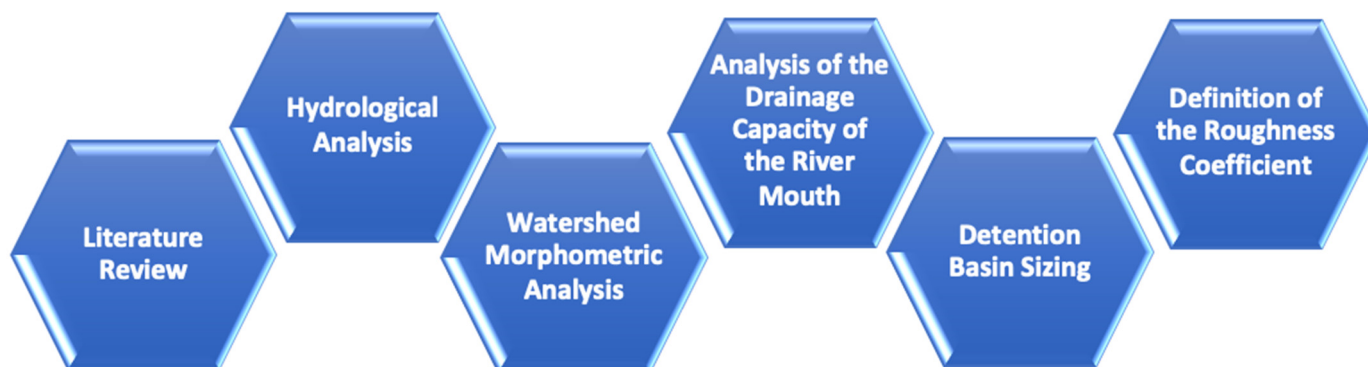 Literature
Review
Hydrological
Analysis
Watershed
Morphometric
Analysis
Analysis of the
Drainage
Capacity of
the River
Mouth
Detention
Basin Sizing
Definition of
the Roughness
Coefficient